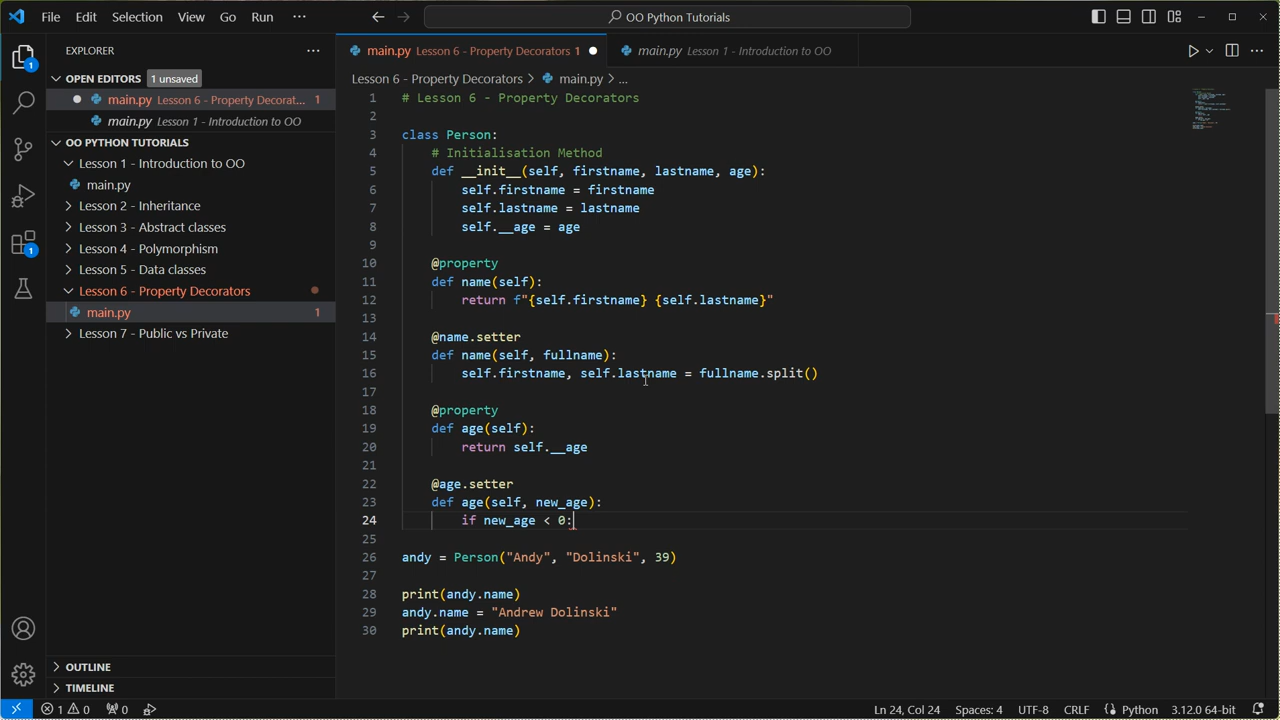 File Edit Selection View Go Run ··· OO Python Tutorials
EXPLORER ···
OPEN EDITORS 1 unsaved
main.py Lesson 6 - Property Decorat... 1
main.py Lesson 1 - Introduction to OO
OO PYTHON TUTORIALS
Lesson 1 - Introduction to OO
main.py
Lesson 2 - Inheritance
Lesson 3 - Abstract classes
Lesson 4 - Polymorphism
Lesson 5 - Data classes
Lesson 6 - Property Decorators
main.py 1
Lesson 7 - Public vs Private
OUTLINE
TIMELINE
1
1
main.py Lesson 6 - Property Decorators 1 main.py Lesson 1 - Introduction to OO ···
Lesson 6 - Property Decorators > main.py > ...
1 # Lesson 6 - Property Decorators
2
3 class Person:
4 # Initialisation Method
5 def __init__(self, firstname, lastname, age):
6 self.firstname = firstname
7 self.lastname = lastname
8 self.__age = age
9
10 @property
11 def name(self):
12 return f"{self.firstname} {self.lastname}"
13
14 @name.setter
15 def name(self, fullname):
16 self.firstname, self.lastname = fullname.split()
17
18 @property
19 def age(self):
20 return self.__age
21
22 @age.setter
23 def age(self, new_age):
24 if new_age < 0:
25
26 andy = Person("Andy", "Dolinski", 39)
27
28 print(andy.name)
29 andy.name = "Andrew Dolinski"
30 print(andy.name)
1 0 0 Ln 24, Col 24 Spaces: 4 UTF-8 CRLF Python 3.12.0 64-bit